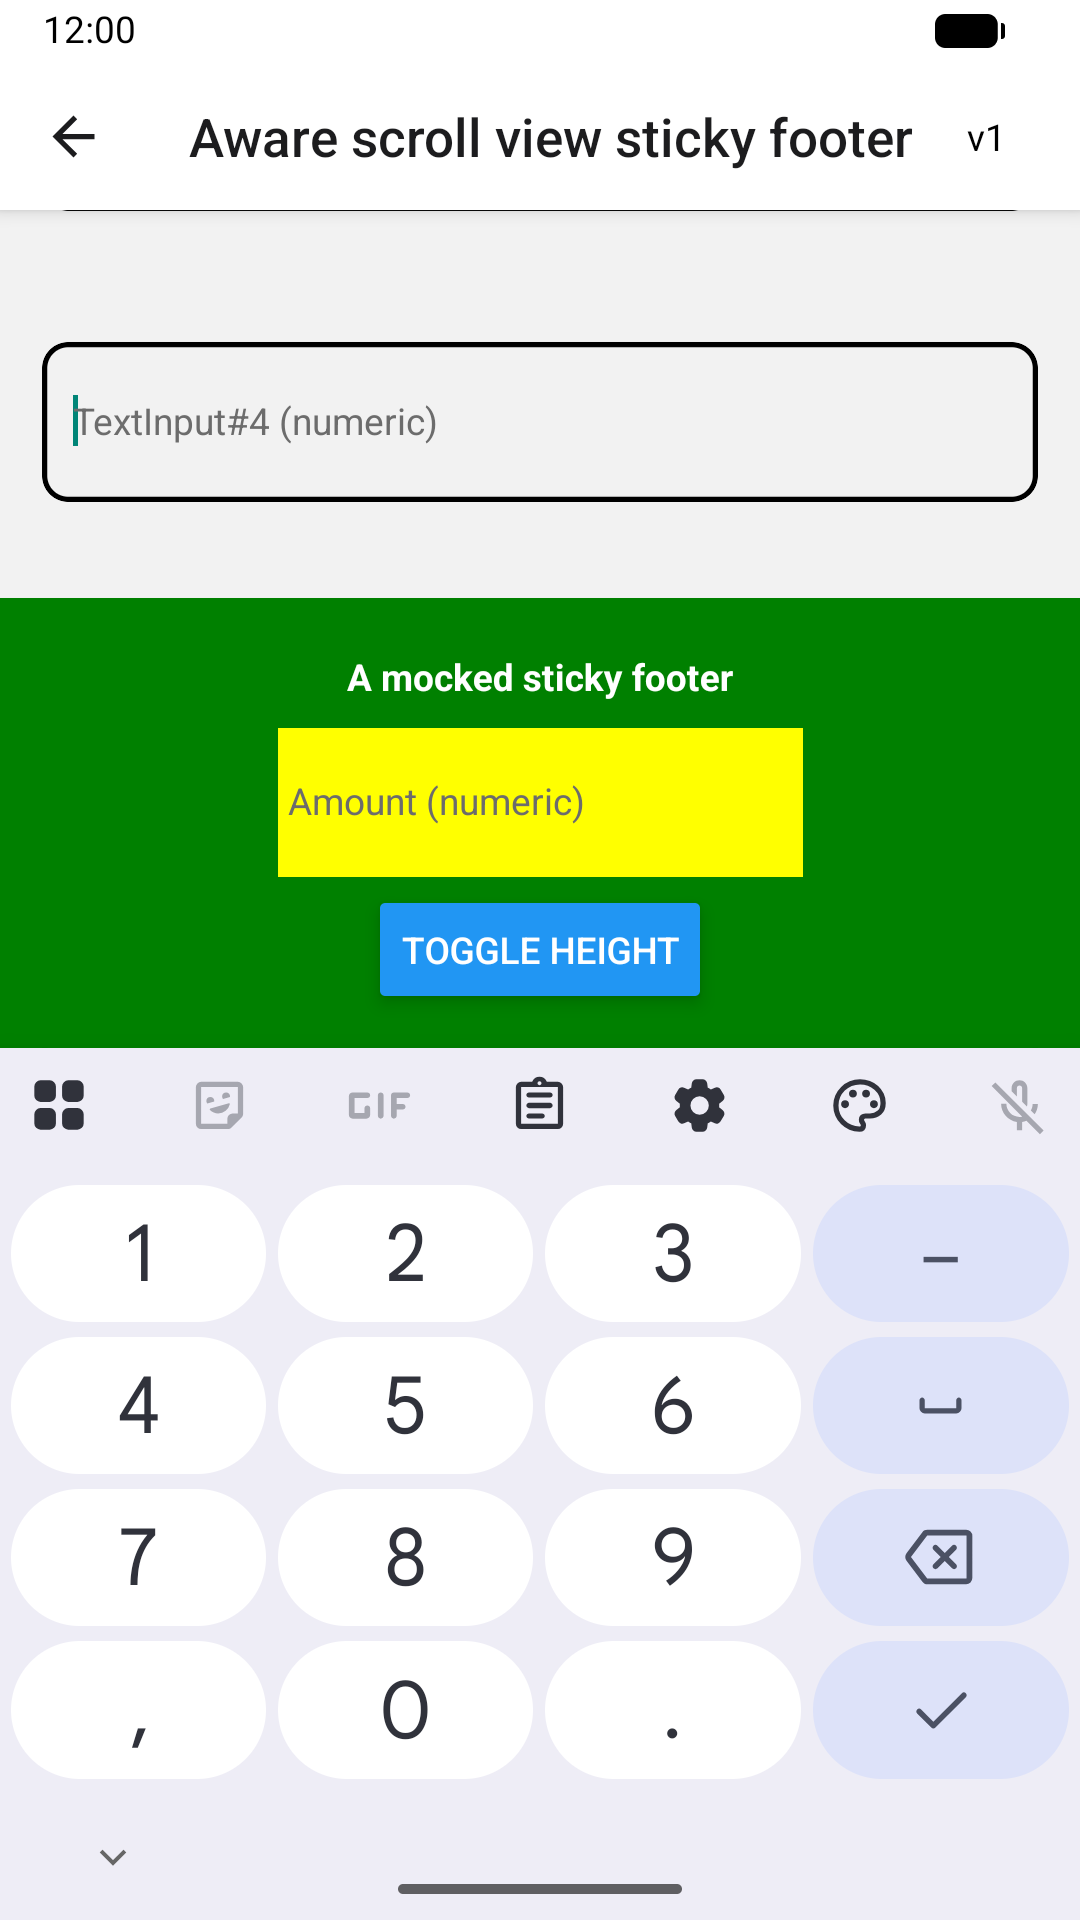 12:00
Aware scroll view sticky footer v1
TextInput#4 (numeric)
A mocked sticky footer
Amount (numeric)
TOGGLE HEIGHT
GIF
1 2 3 –
4 5 6
7 8 9
, 0 .